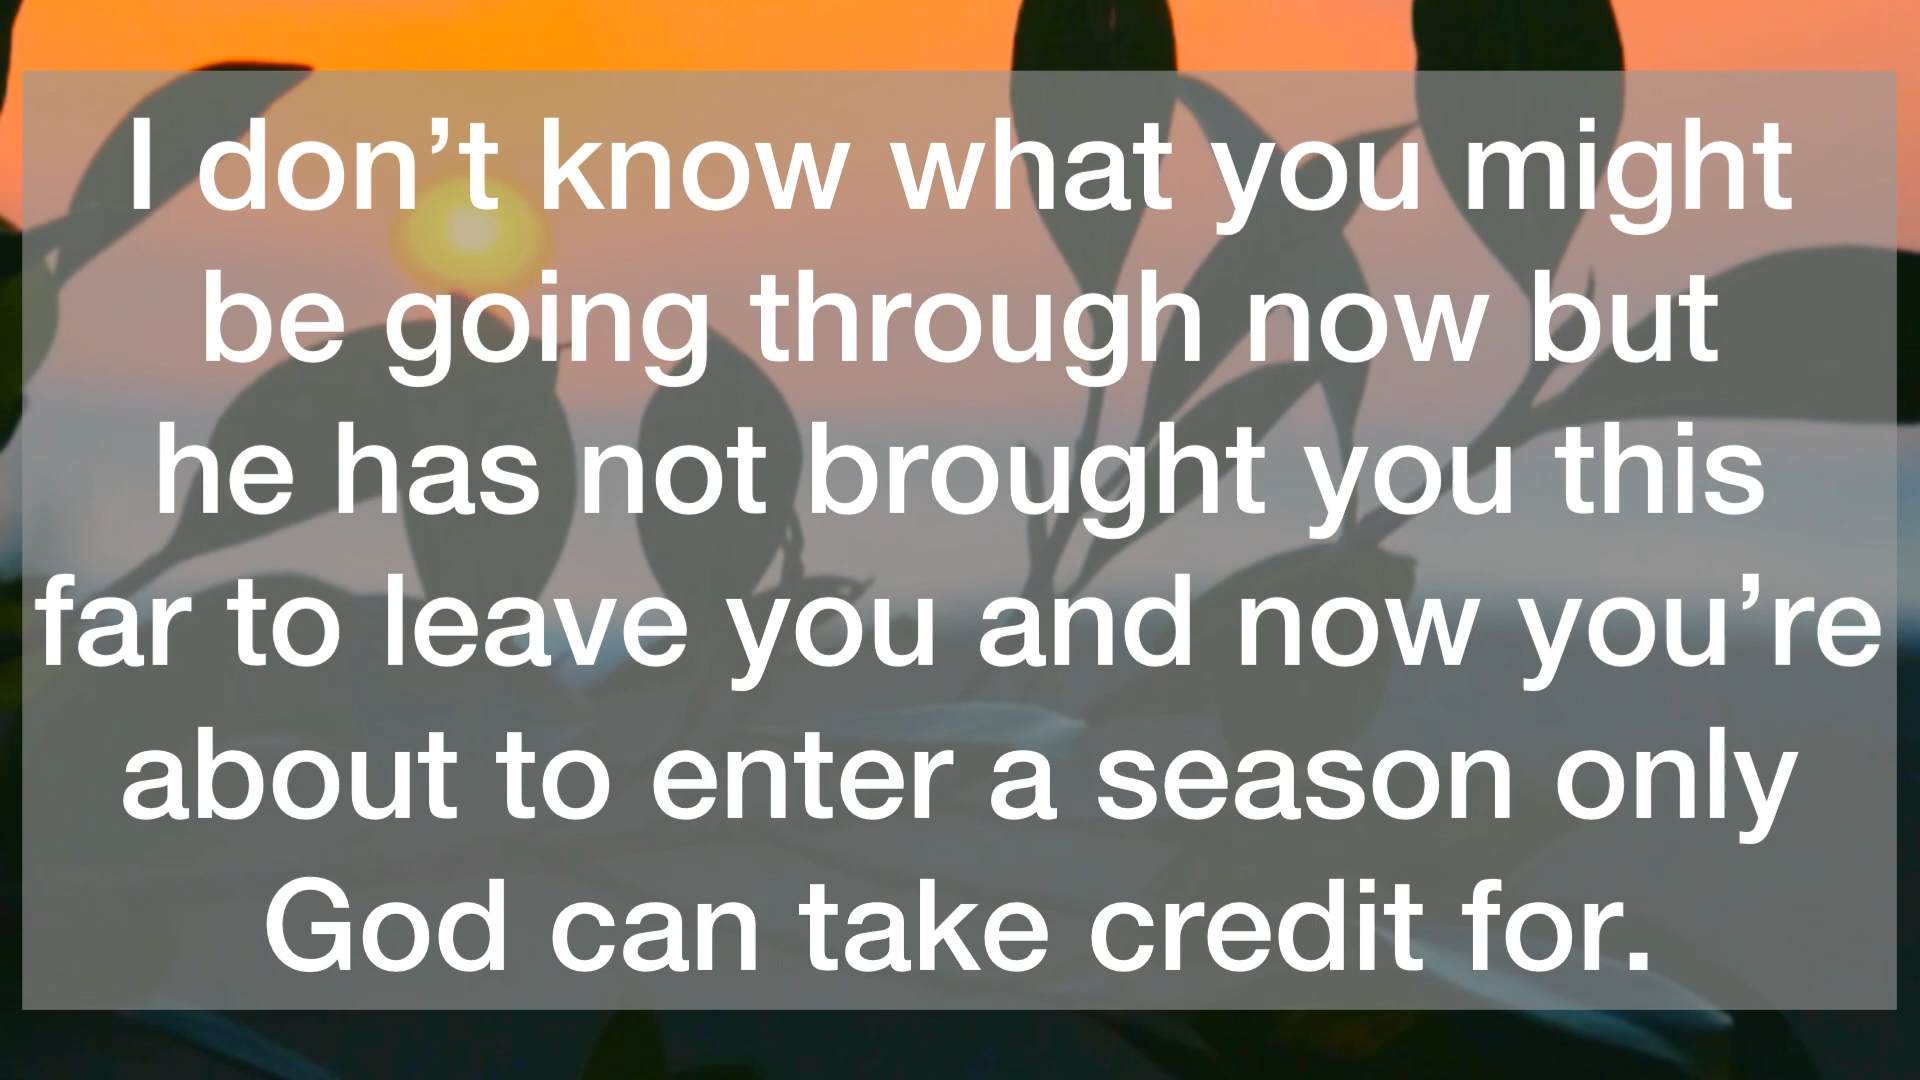 I don’t know what you might
be going through now but
he has not brought you this
far to leave you and now you’re
about to enter a season only
God can take credit for.